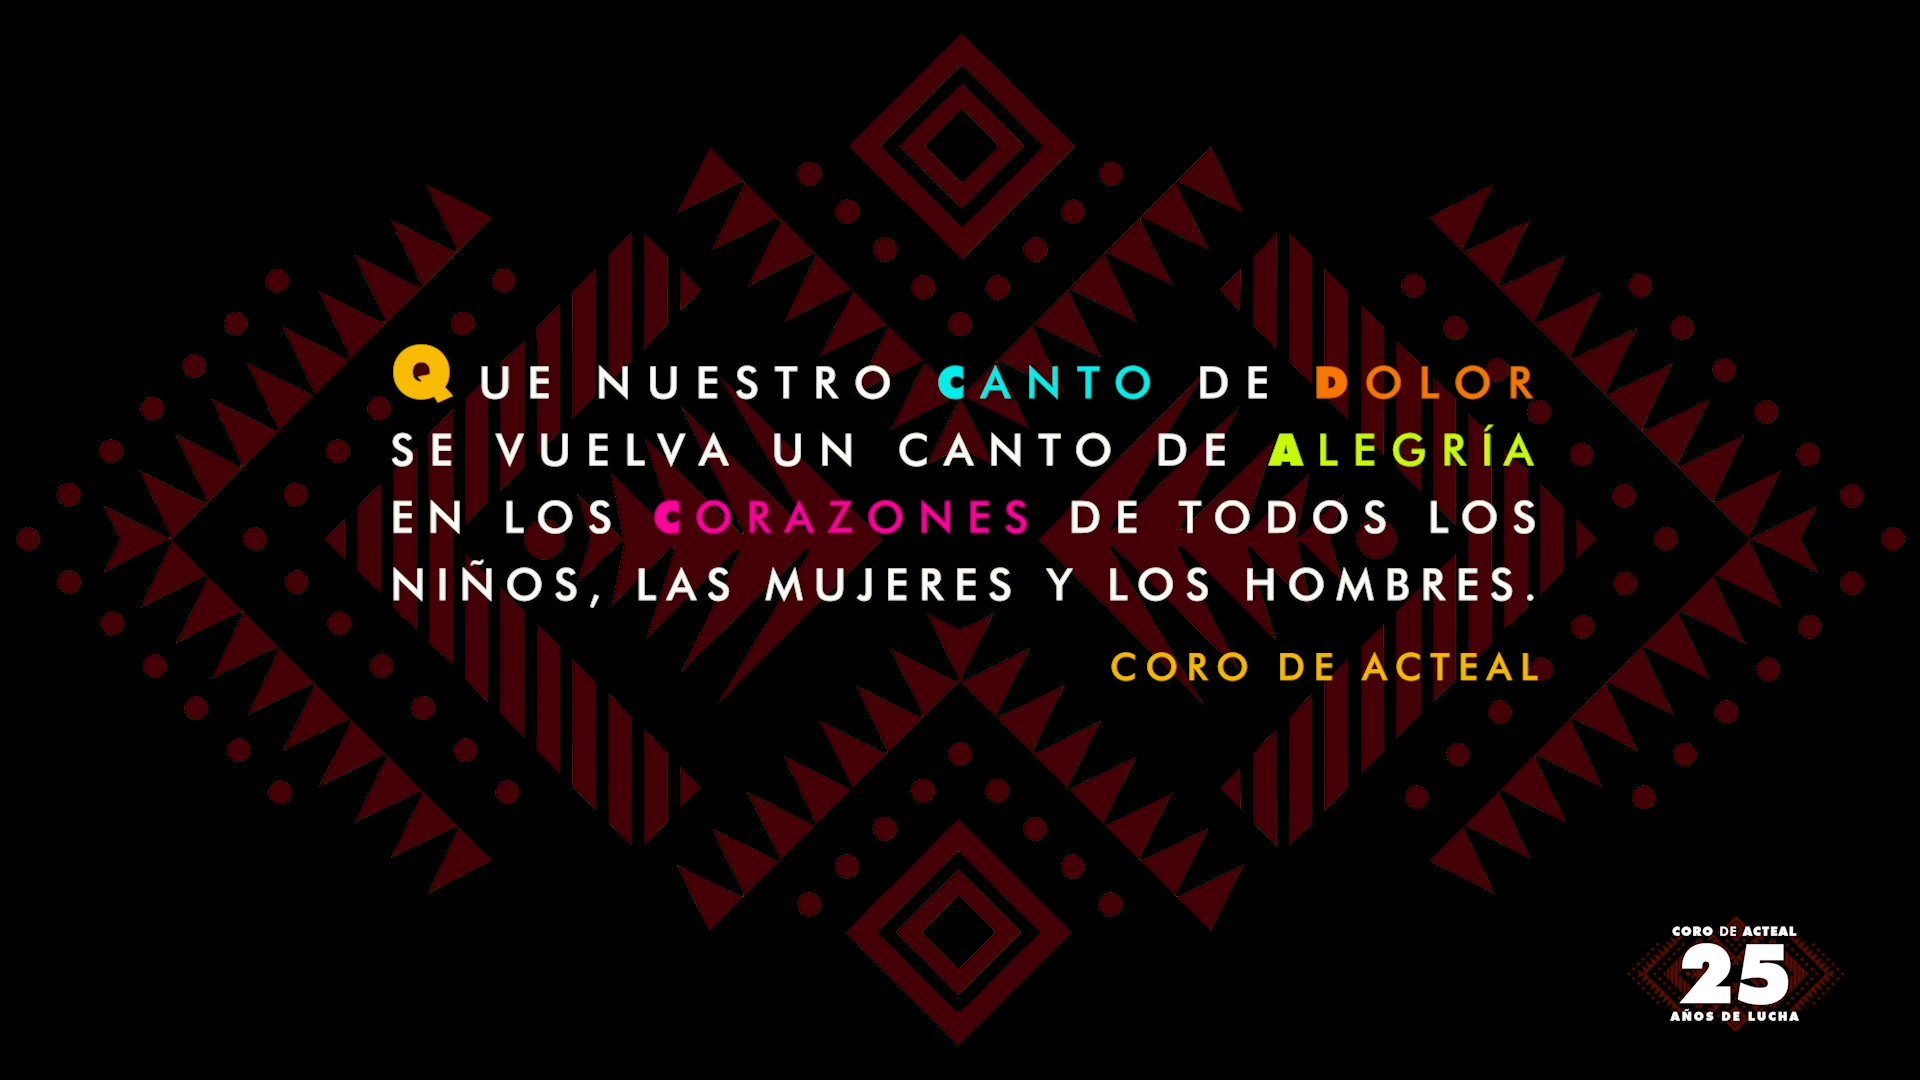 QUE NUESTRO CANTO DE DOLOR
SE VUELVA UN CANTO DE ALEGRÍA
EN LOS CORAZONES DE TODOS LOS
NIÑOS, LAS MUJERES Y LOS HOMBRES.
CORO DE ACTEAL
CORO DE ACTEAL
25
AÑOS DE LUCHA